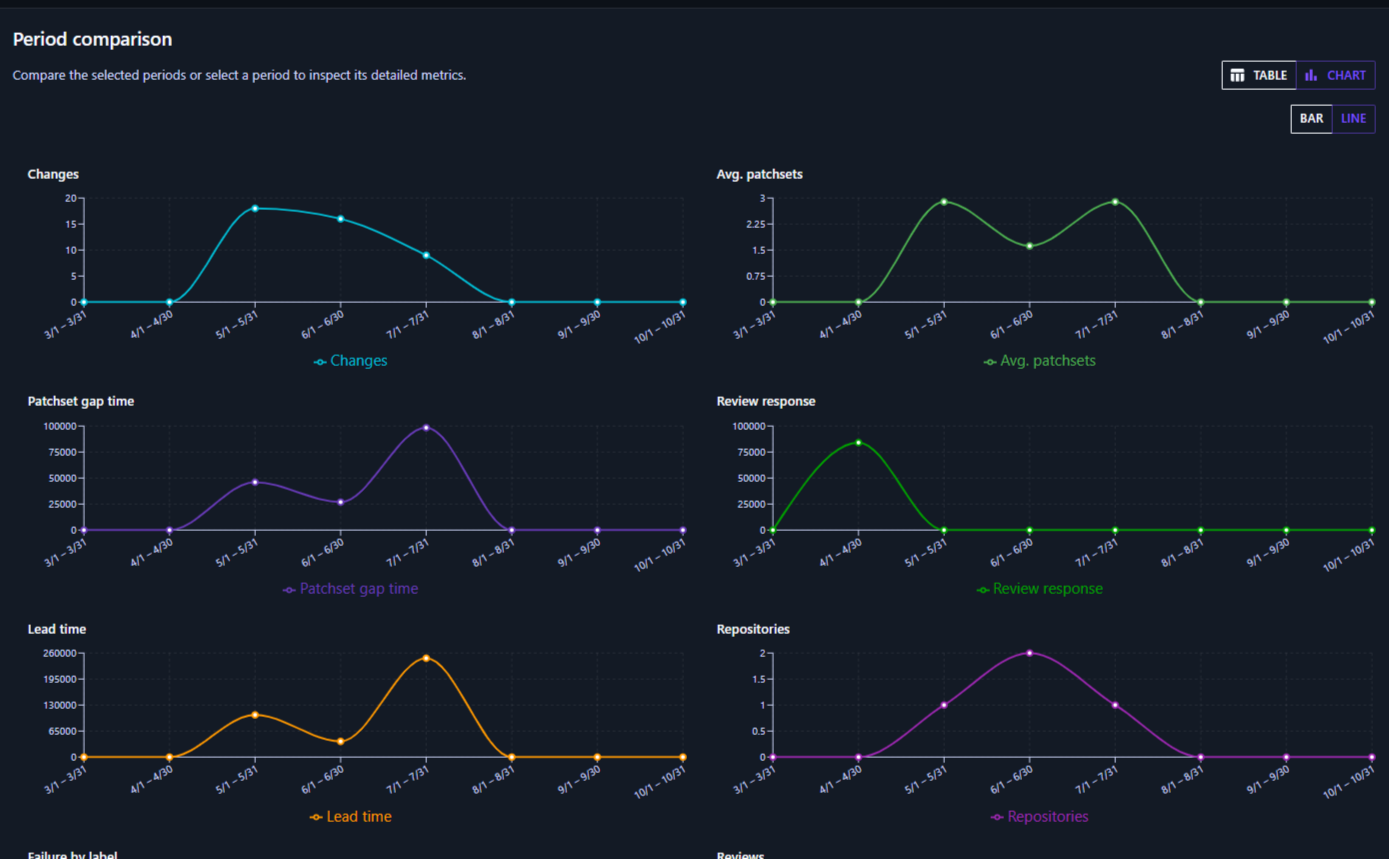 Period comparison
Compare the selected periods or select a period to inspect its detailed metrics.
TABLE CHART
BAR LINE
Changes
20
15
10
5
0
3/1 – 3/31 4/1 – 4/30 5/1 – 5/31 6/1 – 6/30 7/1 – 7/31 8/1 – 8/31 9/1 – 9/30 10/1 – 10/31
Changes
Avg. patchsets
3
2.25
1.5
0.75
0
3/1 – 3/31 4/1 – 4/30 5/1 – 5/31 6/1 – 6/30 7/1 – 7/31 8/1 – 8/31 9/1 – 9/30 10/1 – 10/31
Avg. patchsets
Patchset gap time
100000
75000
50000
25000
0
3/1 – 3/31 4/1 – 4/30 5/1 – 5/31 6/1 – 6/30 7/1 – 7/31 8/1 – 8/31 9/1 – 9/30 10/1 – 10/31
Patchset gap time
Review response
100000
75000
50000
25000
0
3/1 – 3/31 4/1 – 4/30 5/1 – 5/31 6/1 – 6/30 7/1 – 7/31 8/1 – 8/31 9/1 – 9/30 10/1 – 10/31
Review response
Lead time
260000
195000
130000
65000
0
3/1 – 3/31 4/1 – 4/30 5/1 – 5/31 6/1 – 6/30 7/1 – 7/31 8/1 – 8/31 9/1 – 9/30 10/1 – 10/31
Lead time
Repositories
2
1.5
1
0.5
0
3/1 – 3/31 4/1 – 4/30 5/1 – 5/31 6/1 – 6/30 7/1 – 7/31 8/1 – 8/31 9/1 – 9/30 10/1 – 10/31
Repositories
Failure by label
Reviews